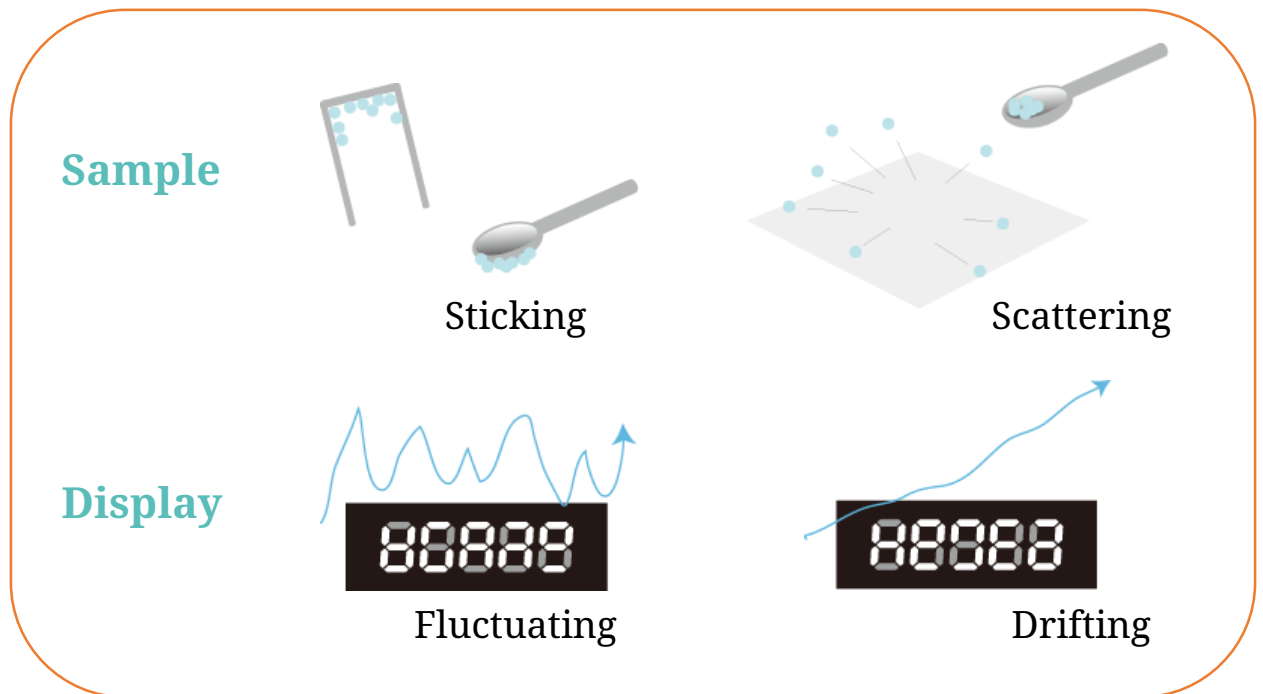 Sample
Sticking
Scattering
Display
Fluctuating
Drifting